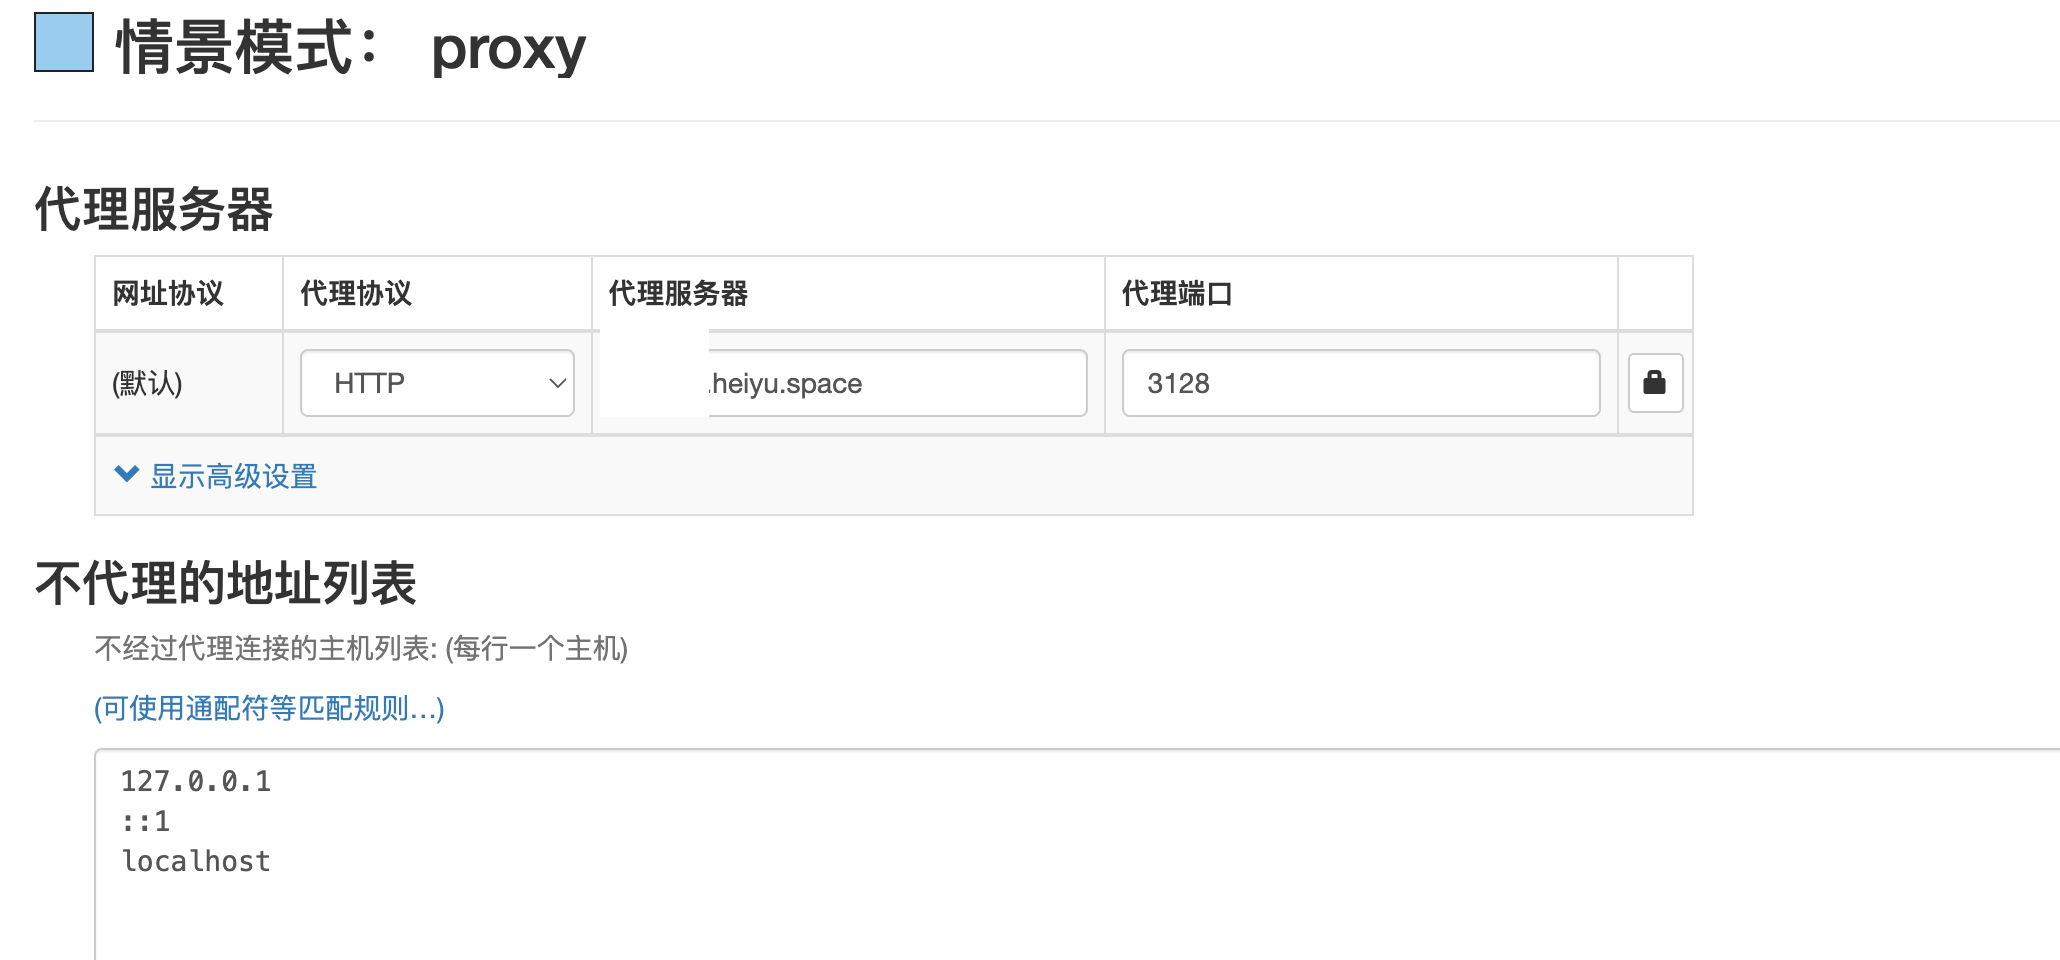 情景模式： proxy
代理服务器
网址协议 代理协议 代理服务器 代理端口
(默认) HTTP .heiyu.space 3128
显示高级设置
不代理的地址列表
不经过代理连接的主机列表: (每行一个主机)
(可使用通配符等匹配规则...)
127.0.0.1
::1
localhost